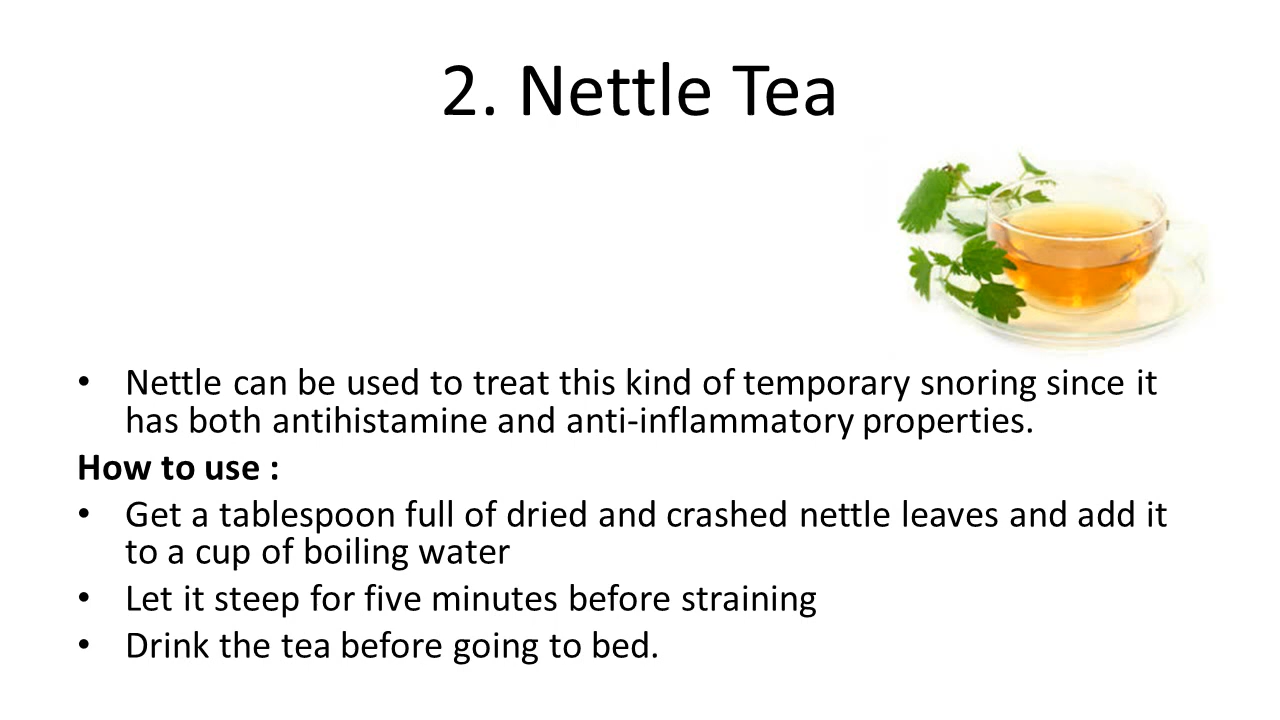 2. Nettle Tea
• Nettle can be used to treat this kind of temporary snoring since it
has both antihistamine and anti-inflammatory properties.
How to use :
• Get a tablespoon full of dried and crashed nettle leaves and add it
to a cup of boiling water
• Let it steep for five minutes before straining
• Drink the tea before going to bed.